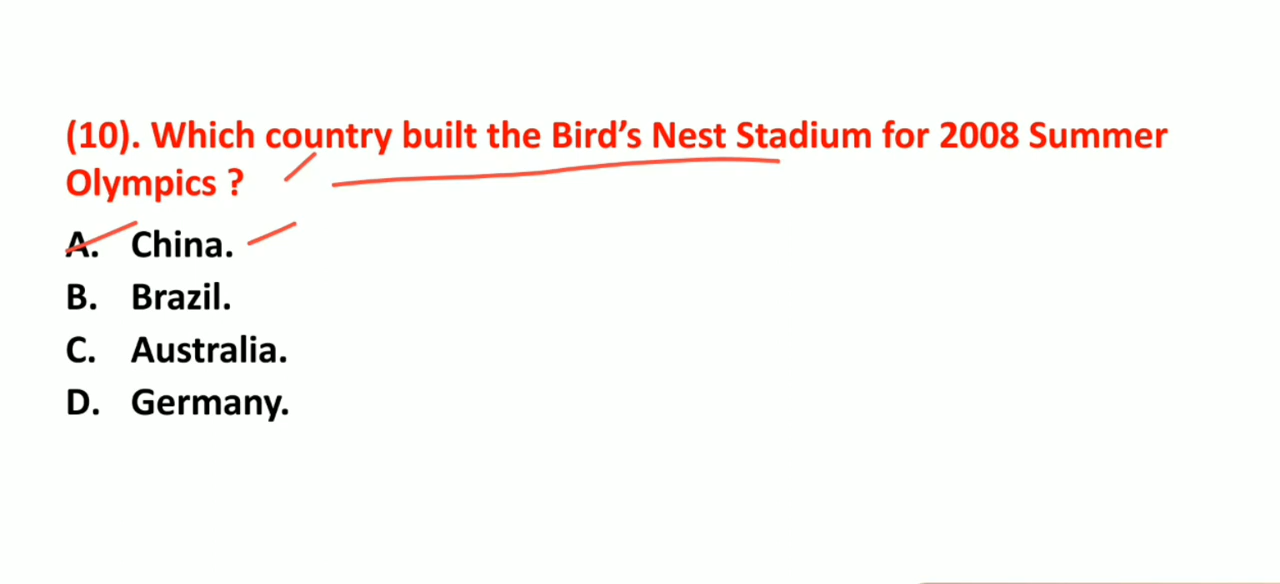 (10). Which country built the Bird’s Nest Stadium for 2008 Summer
Olympics ?
A. China.
B. Brazil.
C. Australia.
D. Germany.